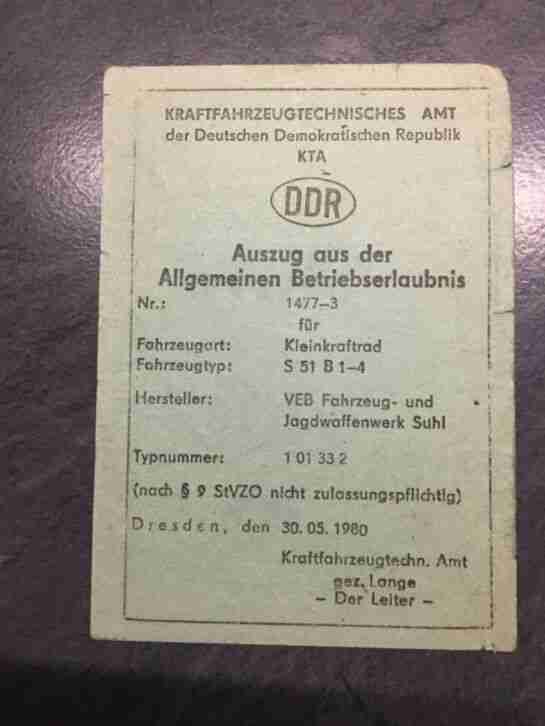 KRAFTFAHRZEUGTECHNISCHES AMT
der Deutschen Demokratischen Republik
KTA
DDR
Auszug aus der
Allgemeinen Betriebserlaubnis
Nr.: 1477-3
für
Fahrzeugart: Kleinkraftrad
Fahrzeugtyp: S 51 B 1-4
Hersteller: VEB Fahrzeug- und
Jagdwaffenwerk Suhl
Typnummer: 1 01 33 2
(nach § 9 StVZO nicht zulassungspflichtig)
Dresden, den 30. 05. 1980
Kraftfahrzeugtechn. Amt
gez. Lange
- Der Leiter -